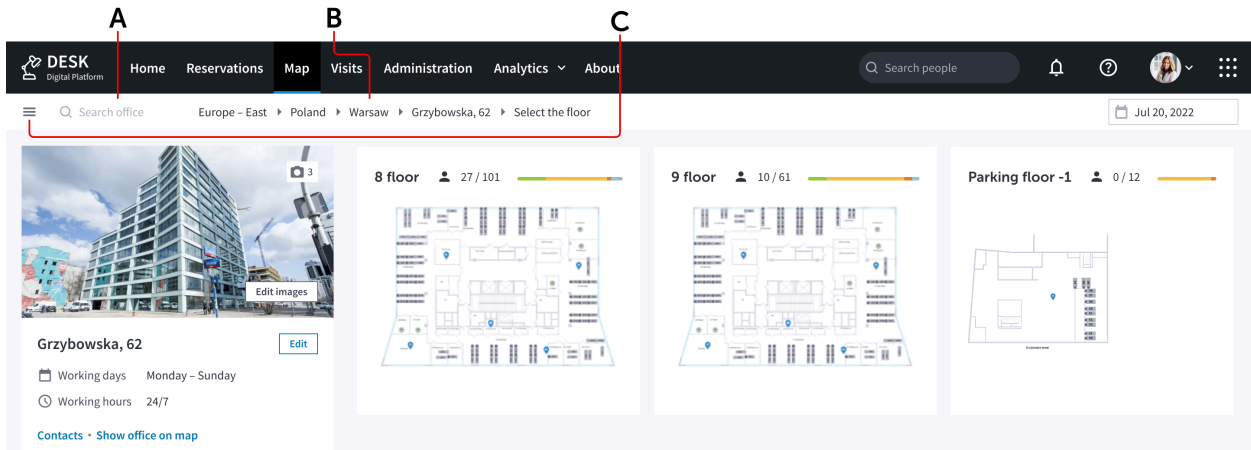 A B C
DESK
Digital Platform
Home Reservations Map Visits Administration Analytics About
Search people
Search office Europe – East Poland Warsaw Grzybowska, 62 Select the floor Jul 20, 2022
3
Edit images
8 floor 27 / 101
9 floor 10 / 61
Parking floor -1 0 / 12
Grzybowska, 62 Edit
Working days Monday – Sunday
Working hours 24/7
Contacts • Show office on map